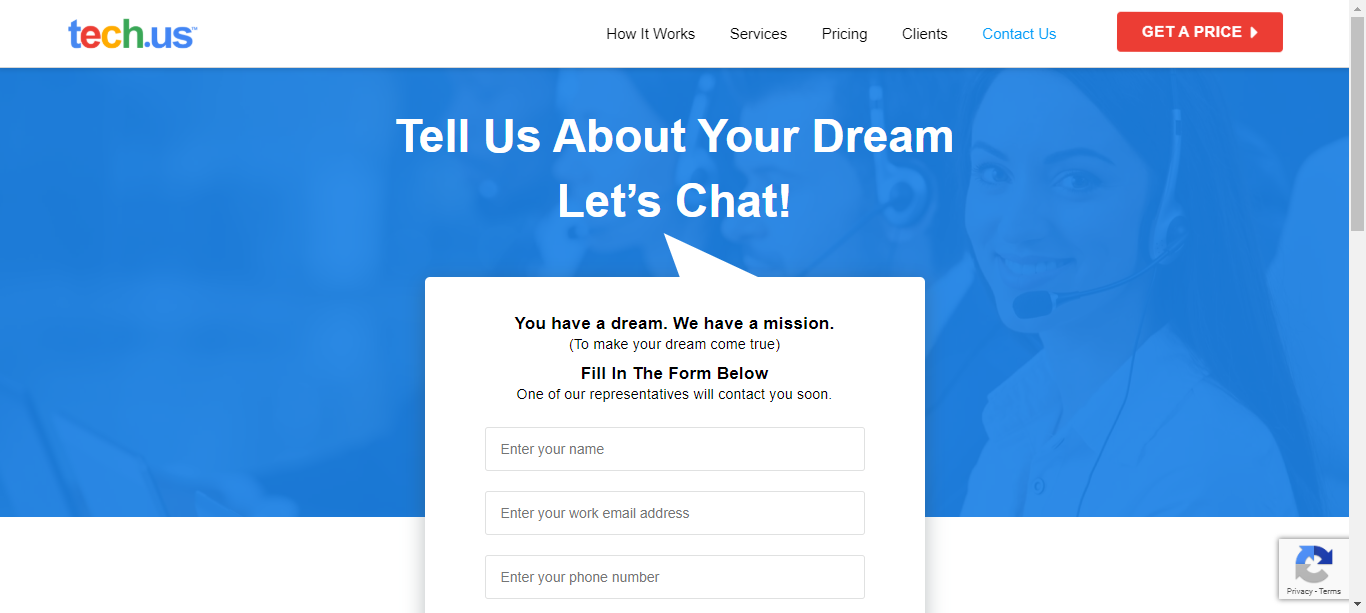 tech.us™
How It Works
Services
Pricing
Clients
Contact Us
GET A PRICE
Tell Us About Your Dream
Let’s Chat!
You have a dream. We have a mission.
(To make your dream come true)
Fill In The Form Below
One of our representatives will contact you soon.
Enter your name
Enter your work email address
Enter your phone number
Privacy - Terms